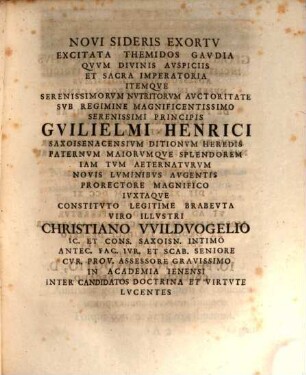 NOVI SIDERIS EXORTV
EXCITATA THEMIDOS GAVDIA
QVVM DIVINIS AVSPICIIS
ET SACRA IMPERATORIA
ITEMQVE
SERENISSIMORVM NVTRITORVM AVCTORITATE
SVB REGIMINE MAGNIFICENTISSIMO
SERENISSIMI PRINCIPIS
GVILIELMI HENRICI
SAXOISENACENSIVM DITIONVM HEREDIS
PATERNVM MAIORVMQVE SPLENDOREM
IAM TVM AETERNATVRVM
NOVIS LVMINIBVS AVGENTIS
PRORECTORE MAGNIFICO
IVXTAQVE
CONSTITVTO LEGITIME BRABEVTA
VIRO ILLVSTRI
CHRISTIANO VVILDVOGELIO
IC. ET CONS. SAXOISN. INTIMO
ANTEC. FAC. IVR. ET SCAB. SENIORE
CVR. PROV. ASSESSORE GRAVISSIMO
IN ACADEMIA IENENSI
INTER CANDIDATOS DOCTRINA ET VIRTVTE
LVCENTES